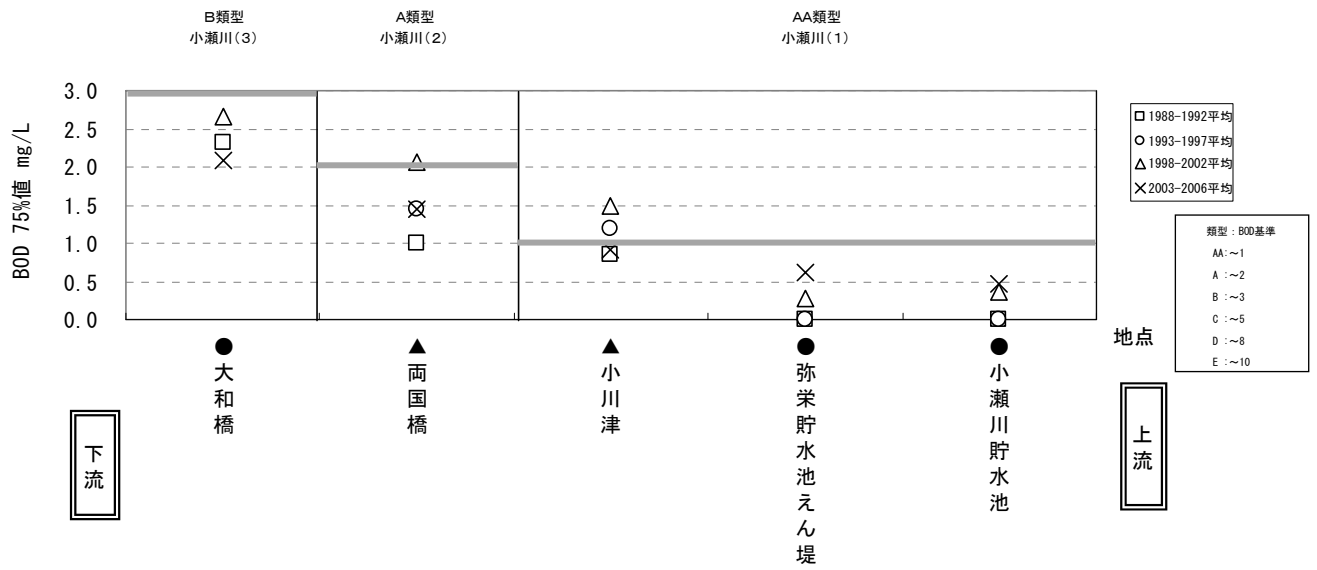 B類型
小瀬川(3)
A類型
小瀬川(2)
AA類型
小瀬川(1)
BOD 75%値 mg/L
3.0
2.5
2.0
1.5
1.0
0.5
0.0
□ 1988-1992平均
○ 1993-1997平均
△ 1998-2002平均
× 2003-2006平均
類型：BOD基準
AA:～1
A :～2
B :～3
C :～5
D :～8
E :～10
地点
● 大和橋
▲ 両国橋
▲ 小川津
● 弥栄貯水池えん堤
● 小瀬川貯水池
下流
上流